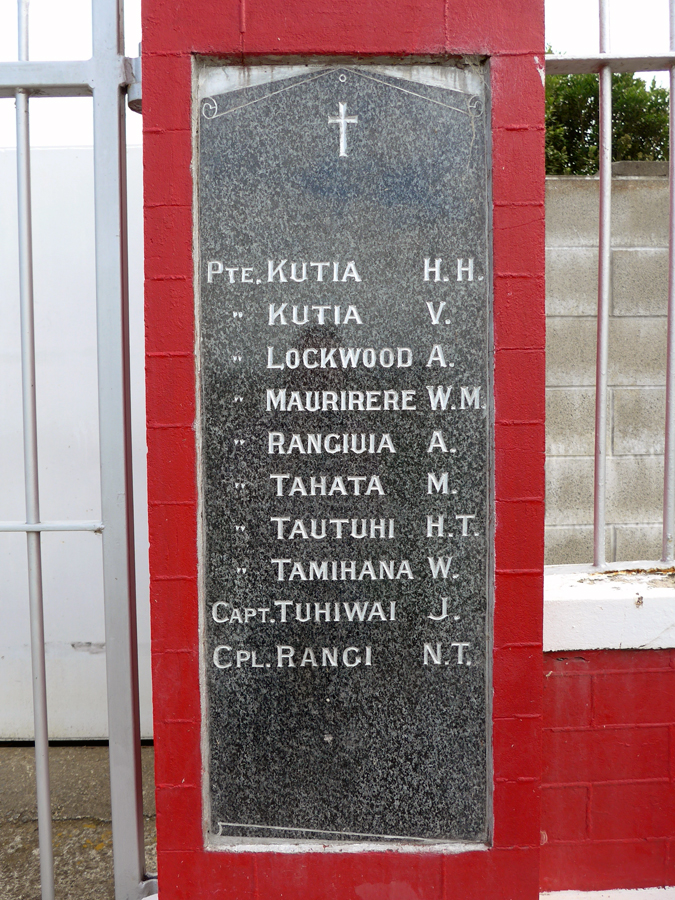 PTE. KUTIA H. H.
" KUTIA V.
" LOCKWOOD A.
" MAURIRERE W. M.
" RANGIUIA A.
" TAHATA M.
" TAUTUHI H.T.
" TAMIHANA W.
CAPT. TUHIWAI J.
CPL. RANGI N.T.